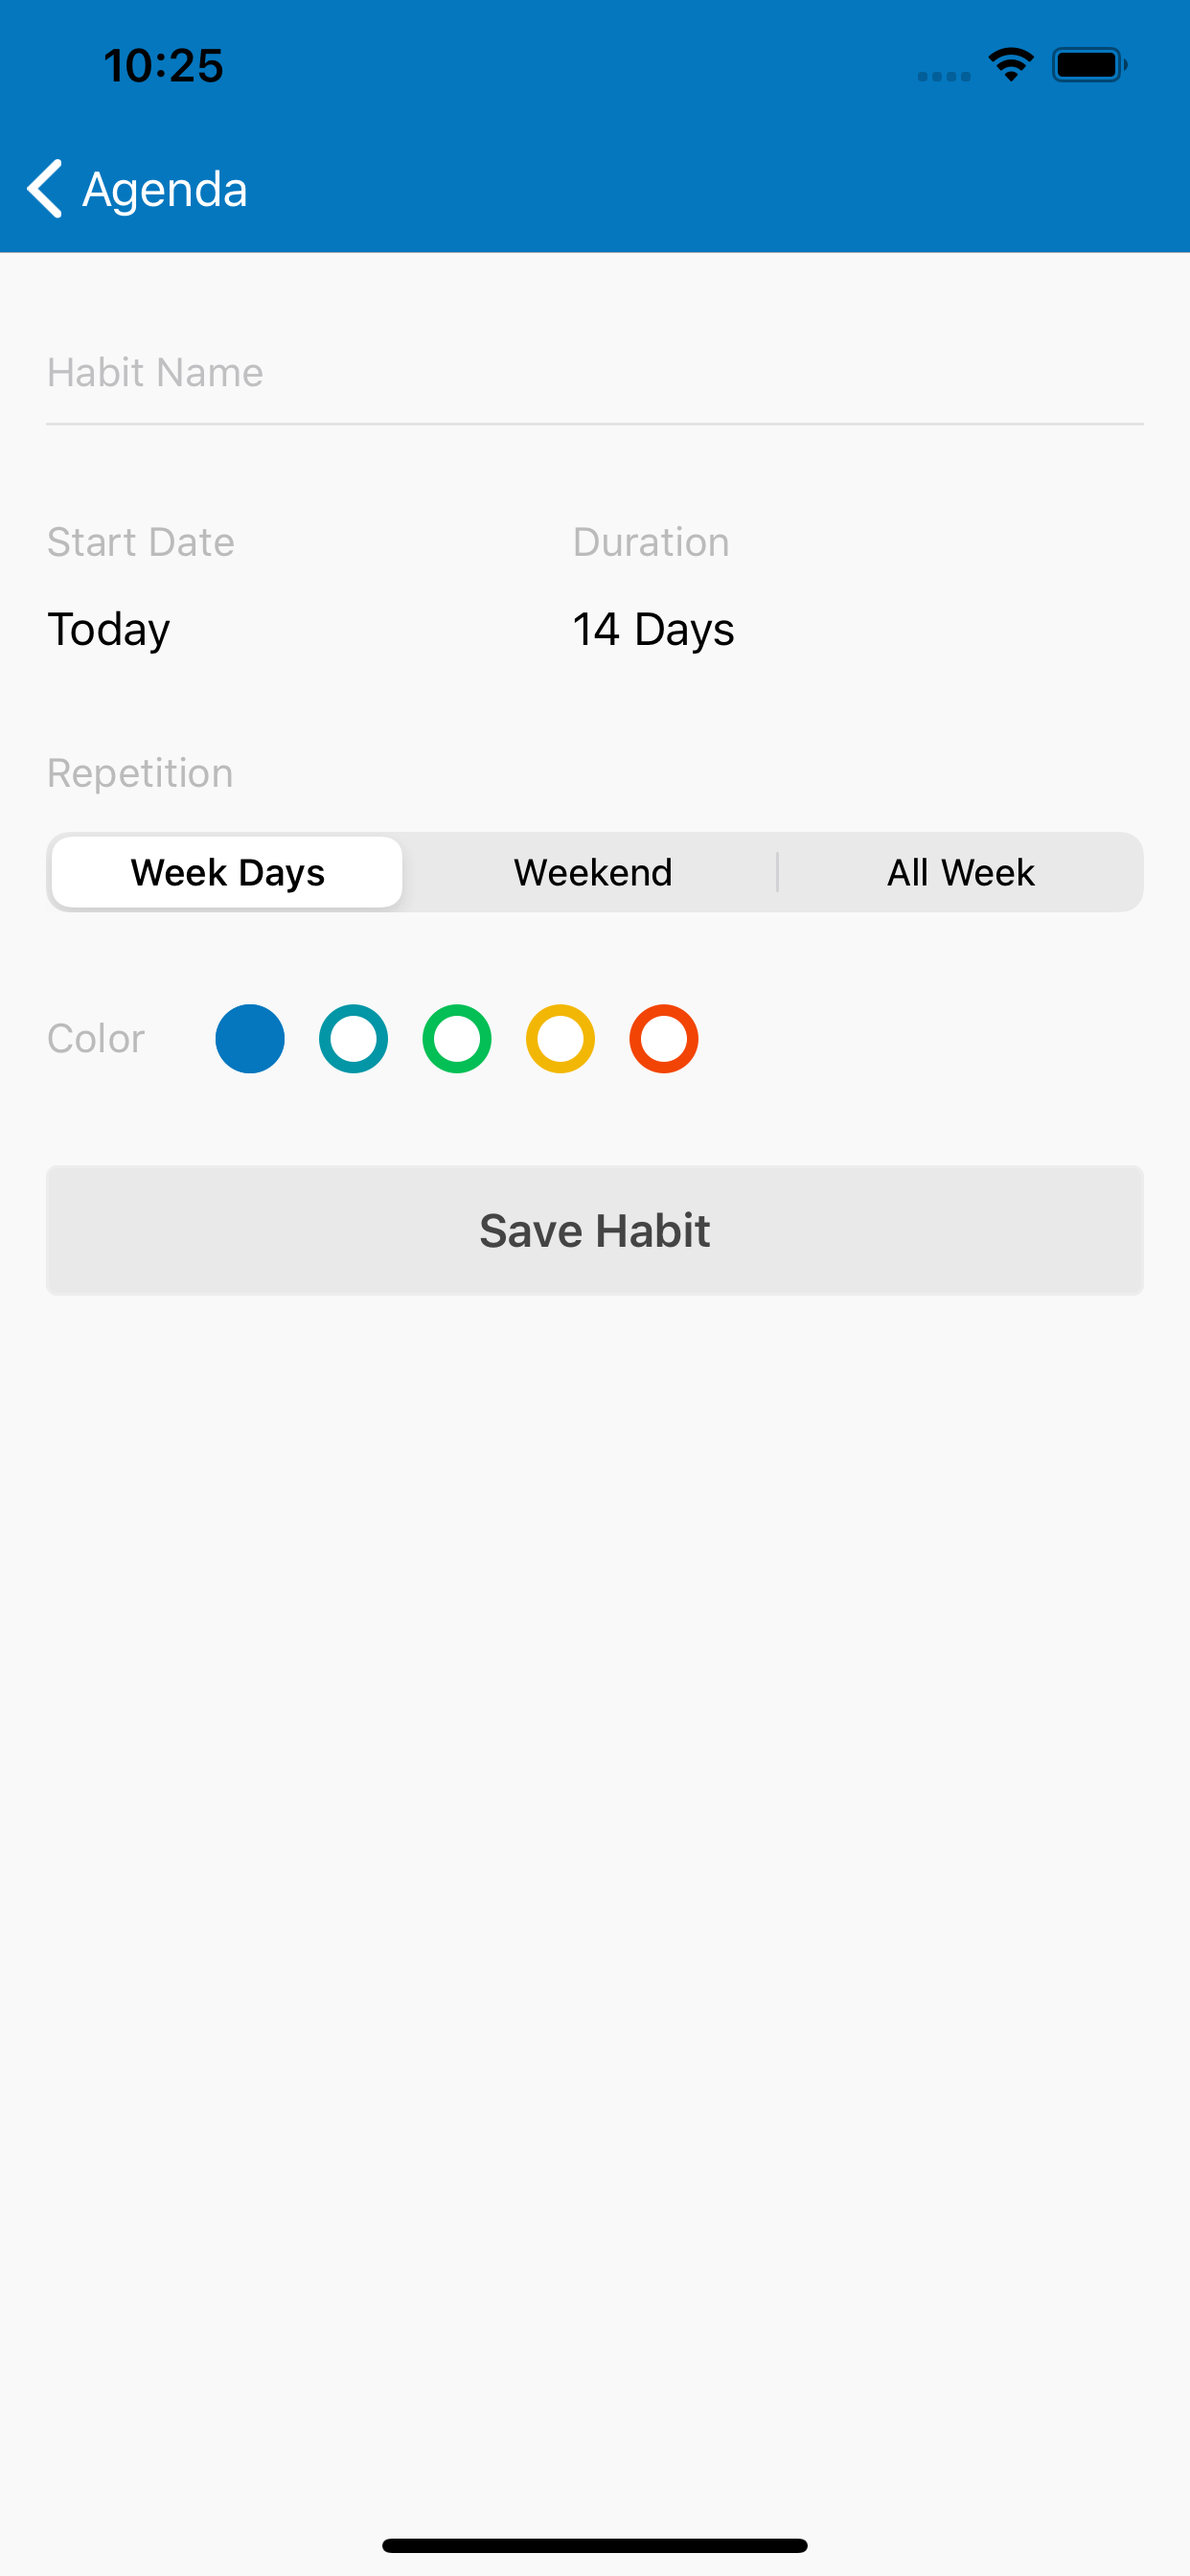 10:25
Agenda
Habit Name
Start Date Duration
Today 14 Days
Repetition
Week Days Weekend All Week
Color
Save Habit